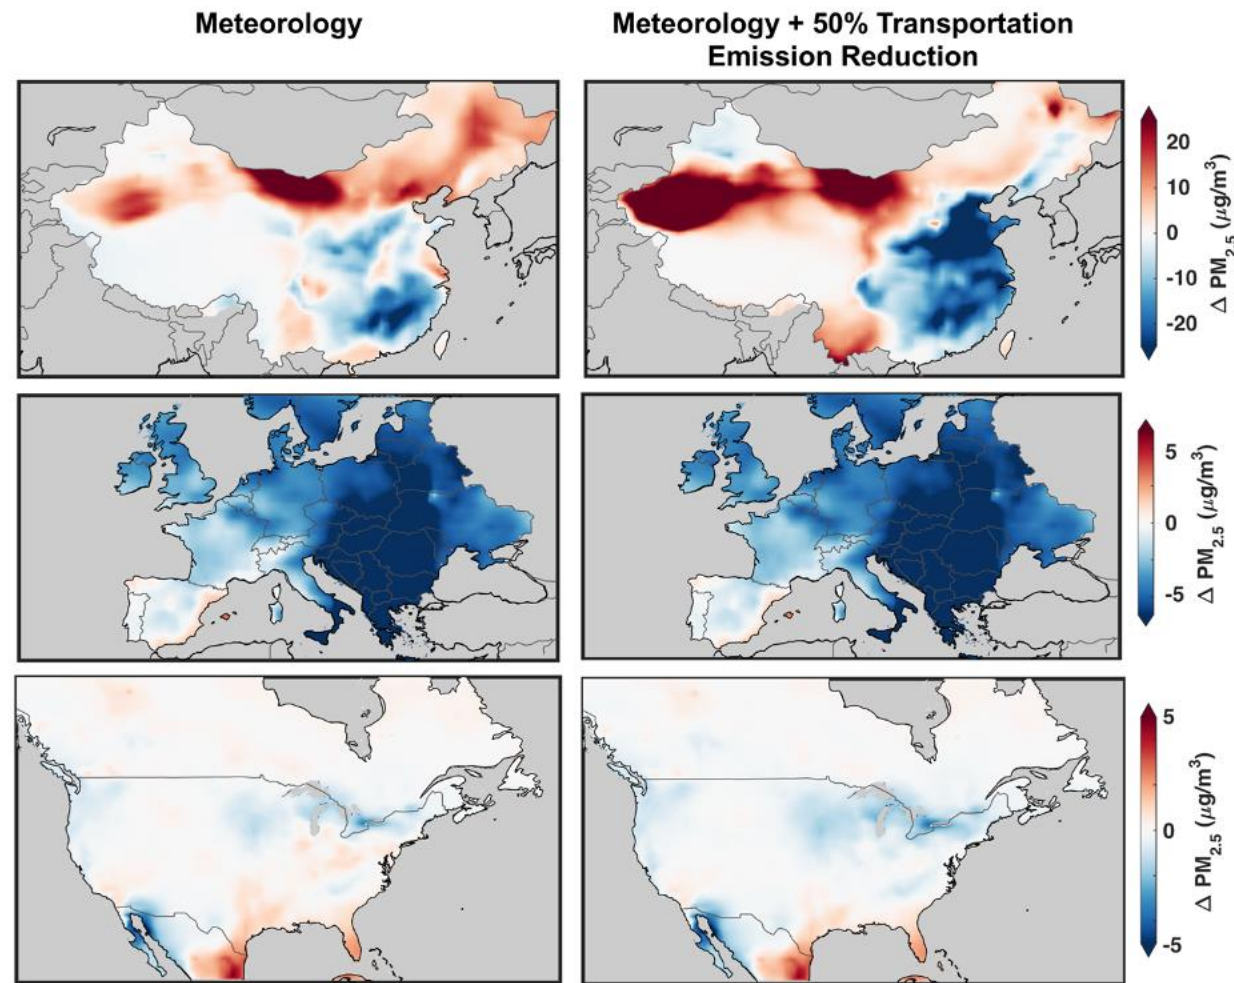 Meteorology
Meteorology + 50% Transportation
Emission Reduction
20
10
0
-10
-20
Δ PM2.5 (μg/m3)
5
0
-5
Δ PM2.5 (μg/m3)
5
0
-5
Δ PM2.5 (μg/m3)